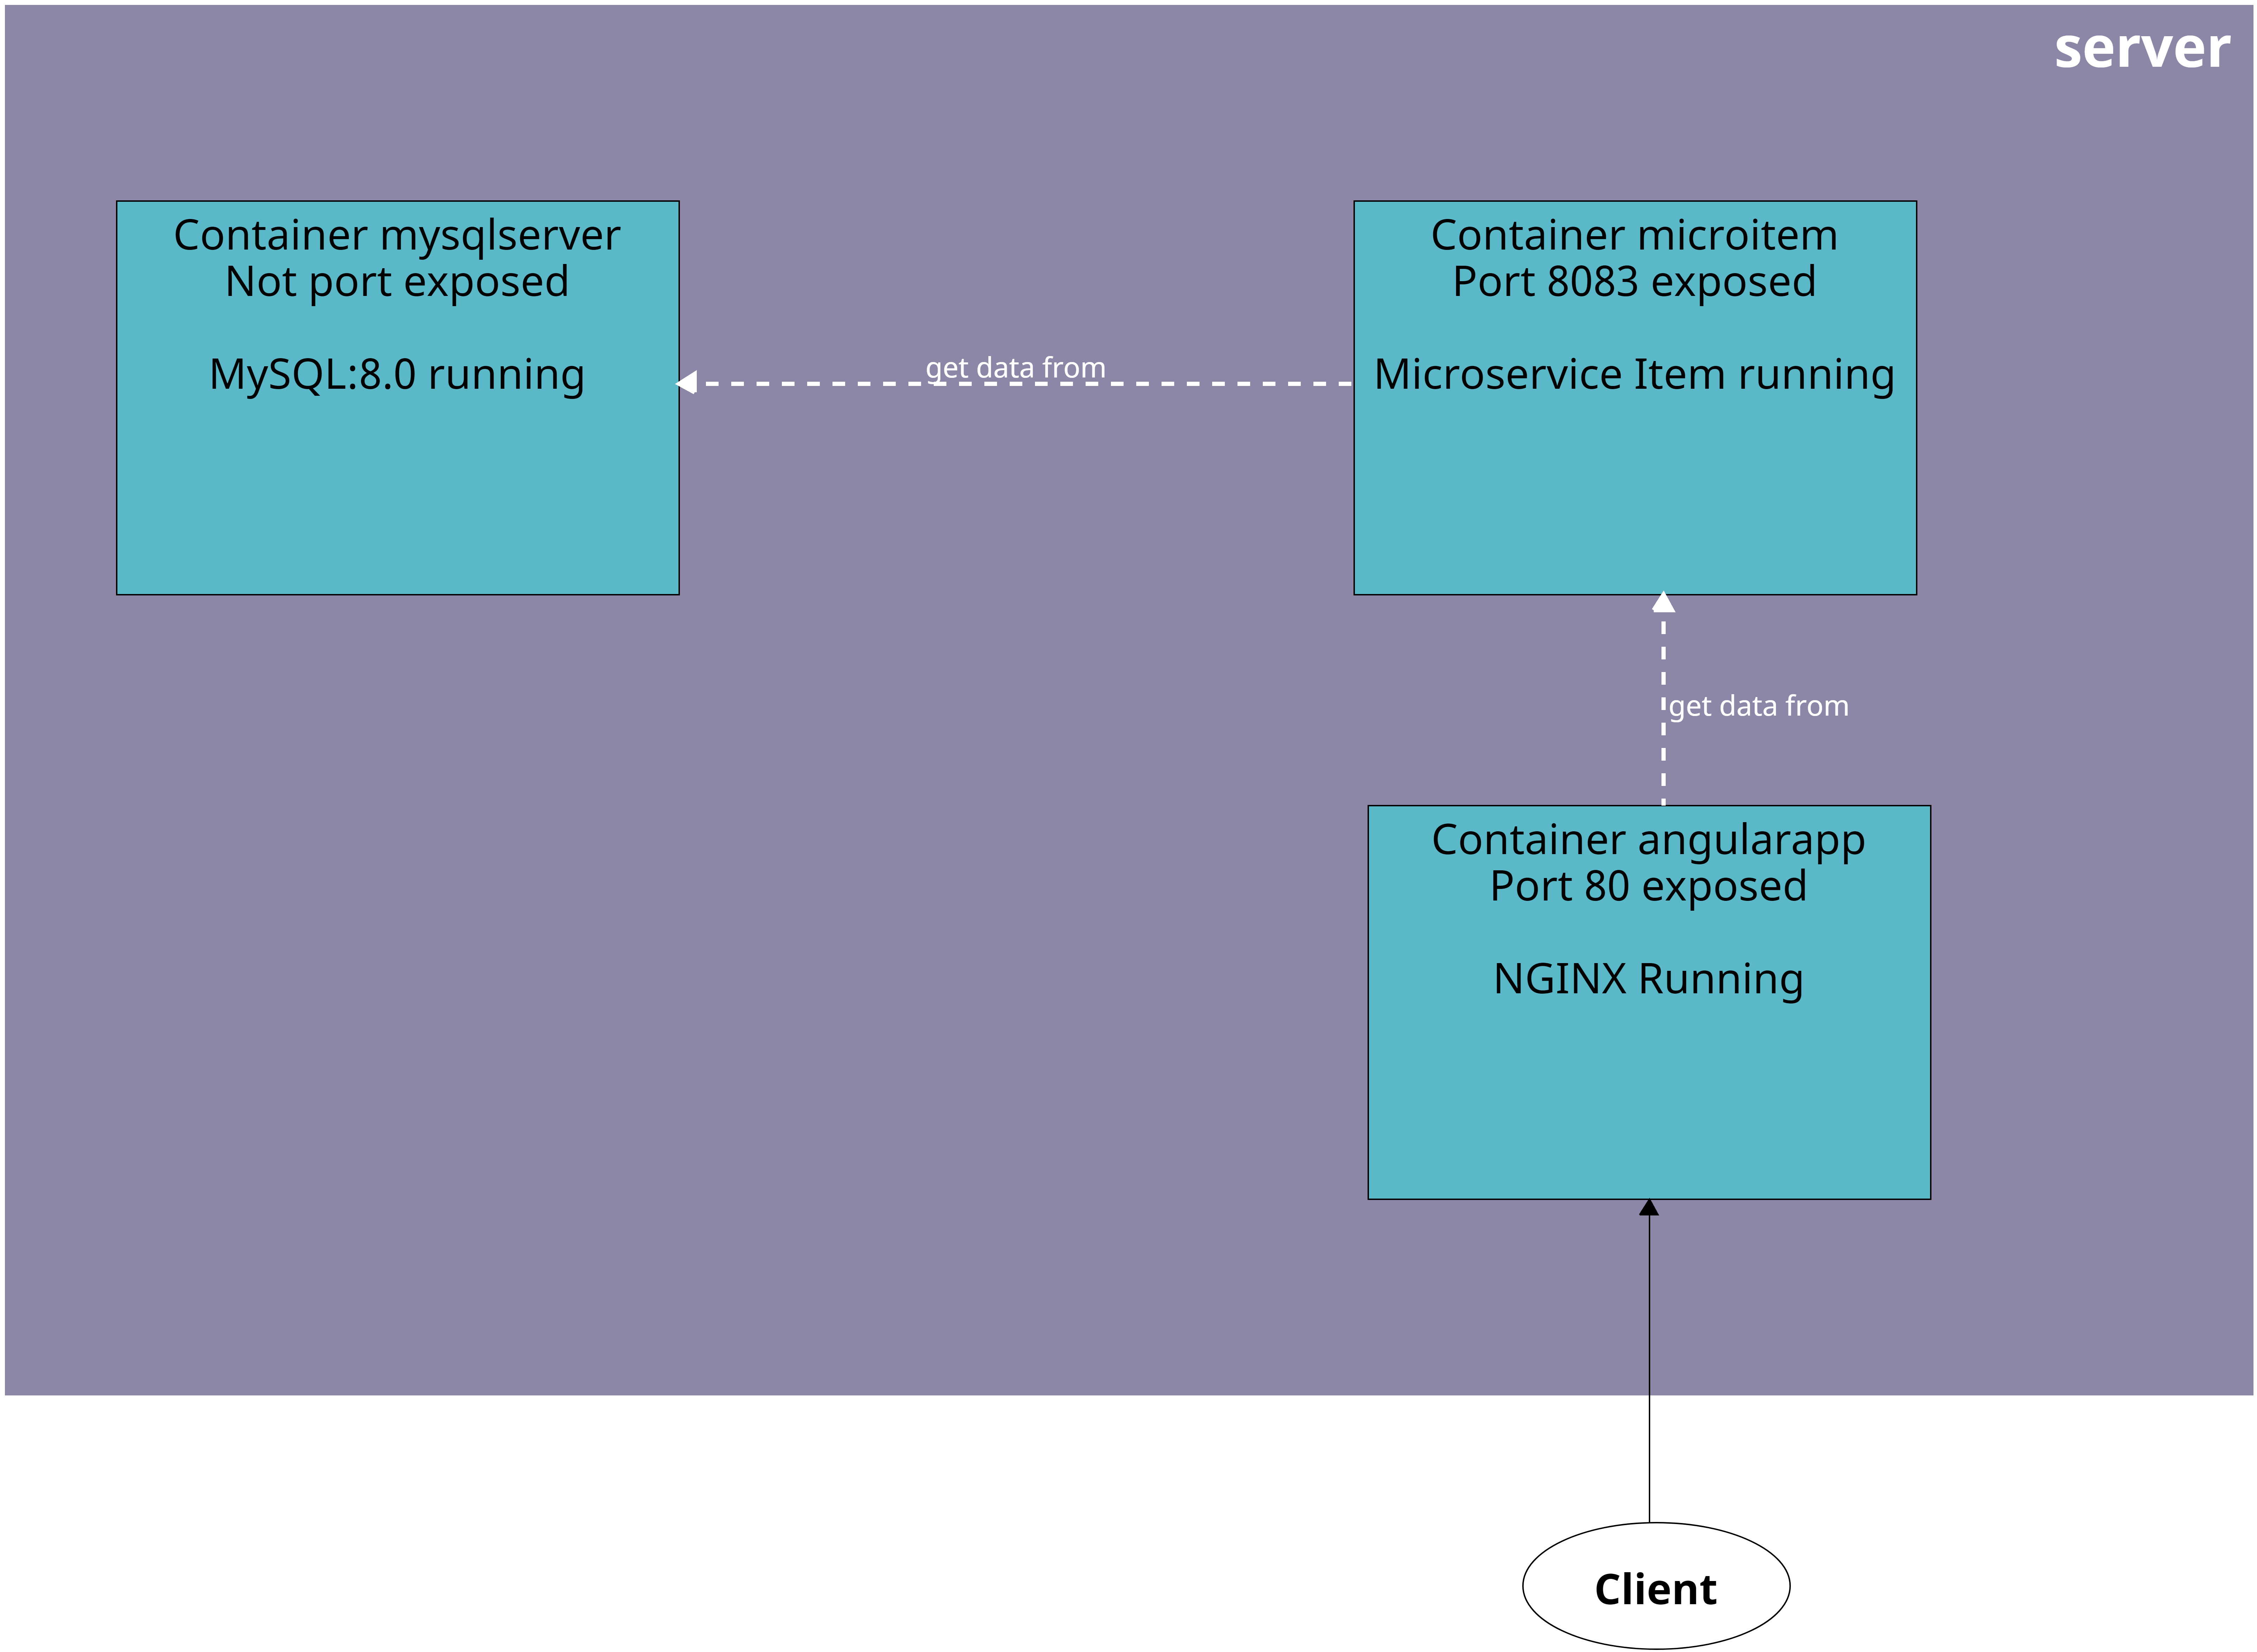 server
Container mysqlserver
Not port exposed
MySQL:8.0 running
get data from
Container microitem
Port 8083 exposed
Microservice Item running
get data from
Container angularapp
Port 80 exposed
NGINX Running
Client